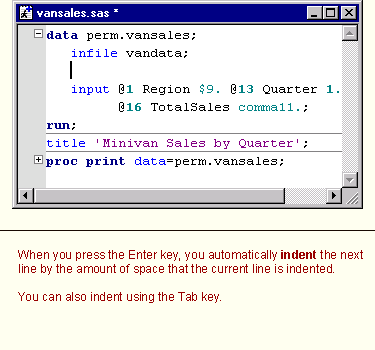 vansales.sas *
data perm.vansales;
infile vandata;
input @1 Region $9. @13 Quarter 1.
@16 TotalSales comma11.;
run;
title 'Minivan Sales by Quarter';
proc print data=perm.vansales;
When you press the Enter key, you automatically indent the next
line by the amount of space that the current line is indented.
You can also indent using the Tab key.